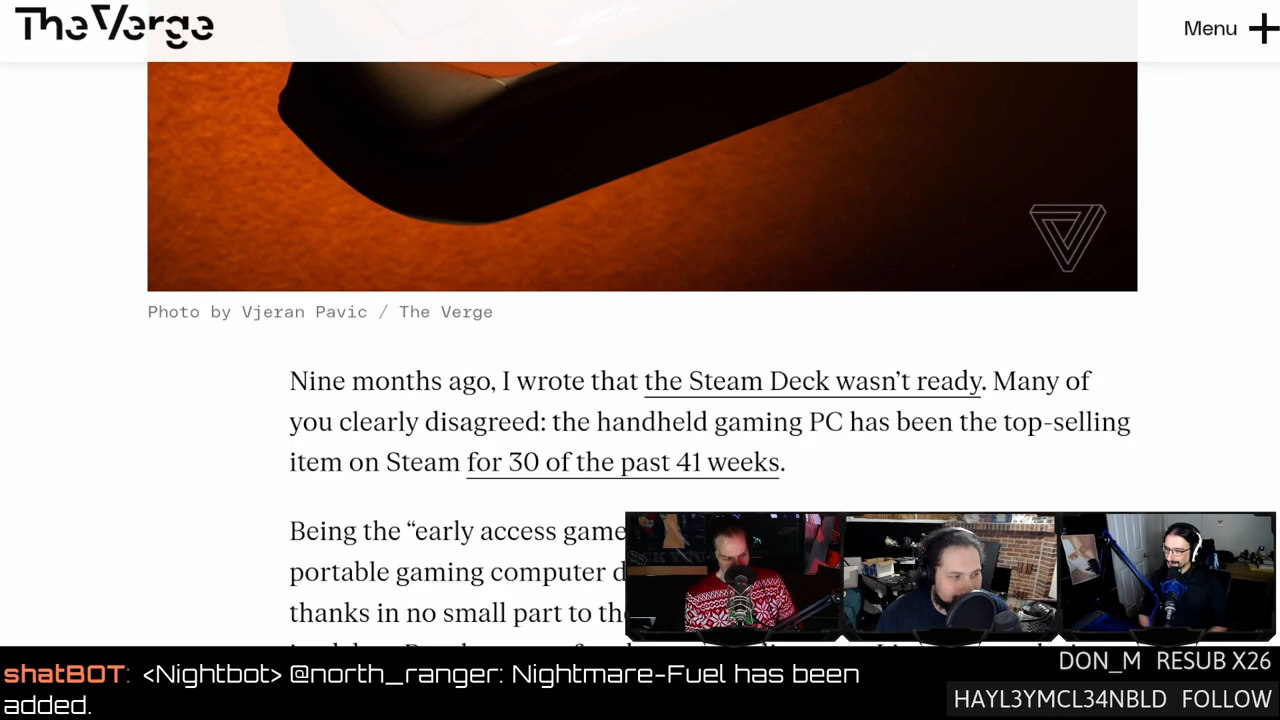 The Verge
Menu
Photo by Vjeran Pavic / The Verge
Nine months ago, I wrote that the Steam Deck wasn’t ready. Many of
you clearly disagreed: the handheld gaming PC has been the top-selling
item on Steam for 30 of the past 41 weeks.
Being the “early access game
portable gaming computer d
thanks in no small part to the
shatBOT: <Nightbot> @north_ranger: Nightmare-Fuel has been
added.
DON_M RESUB X26
HAYL3YMCL34NBLD FOLLOW